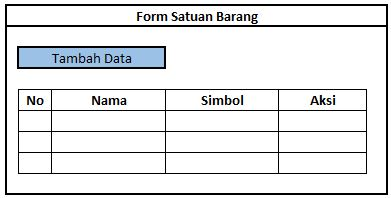 Form Satuan Barang
Tambah Data
No Nama Simbol Aksi